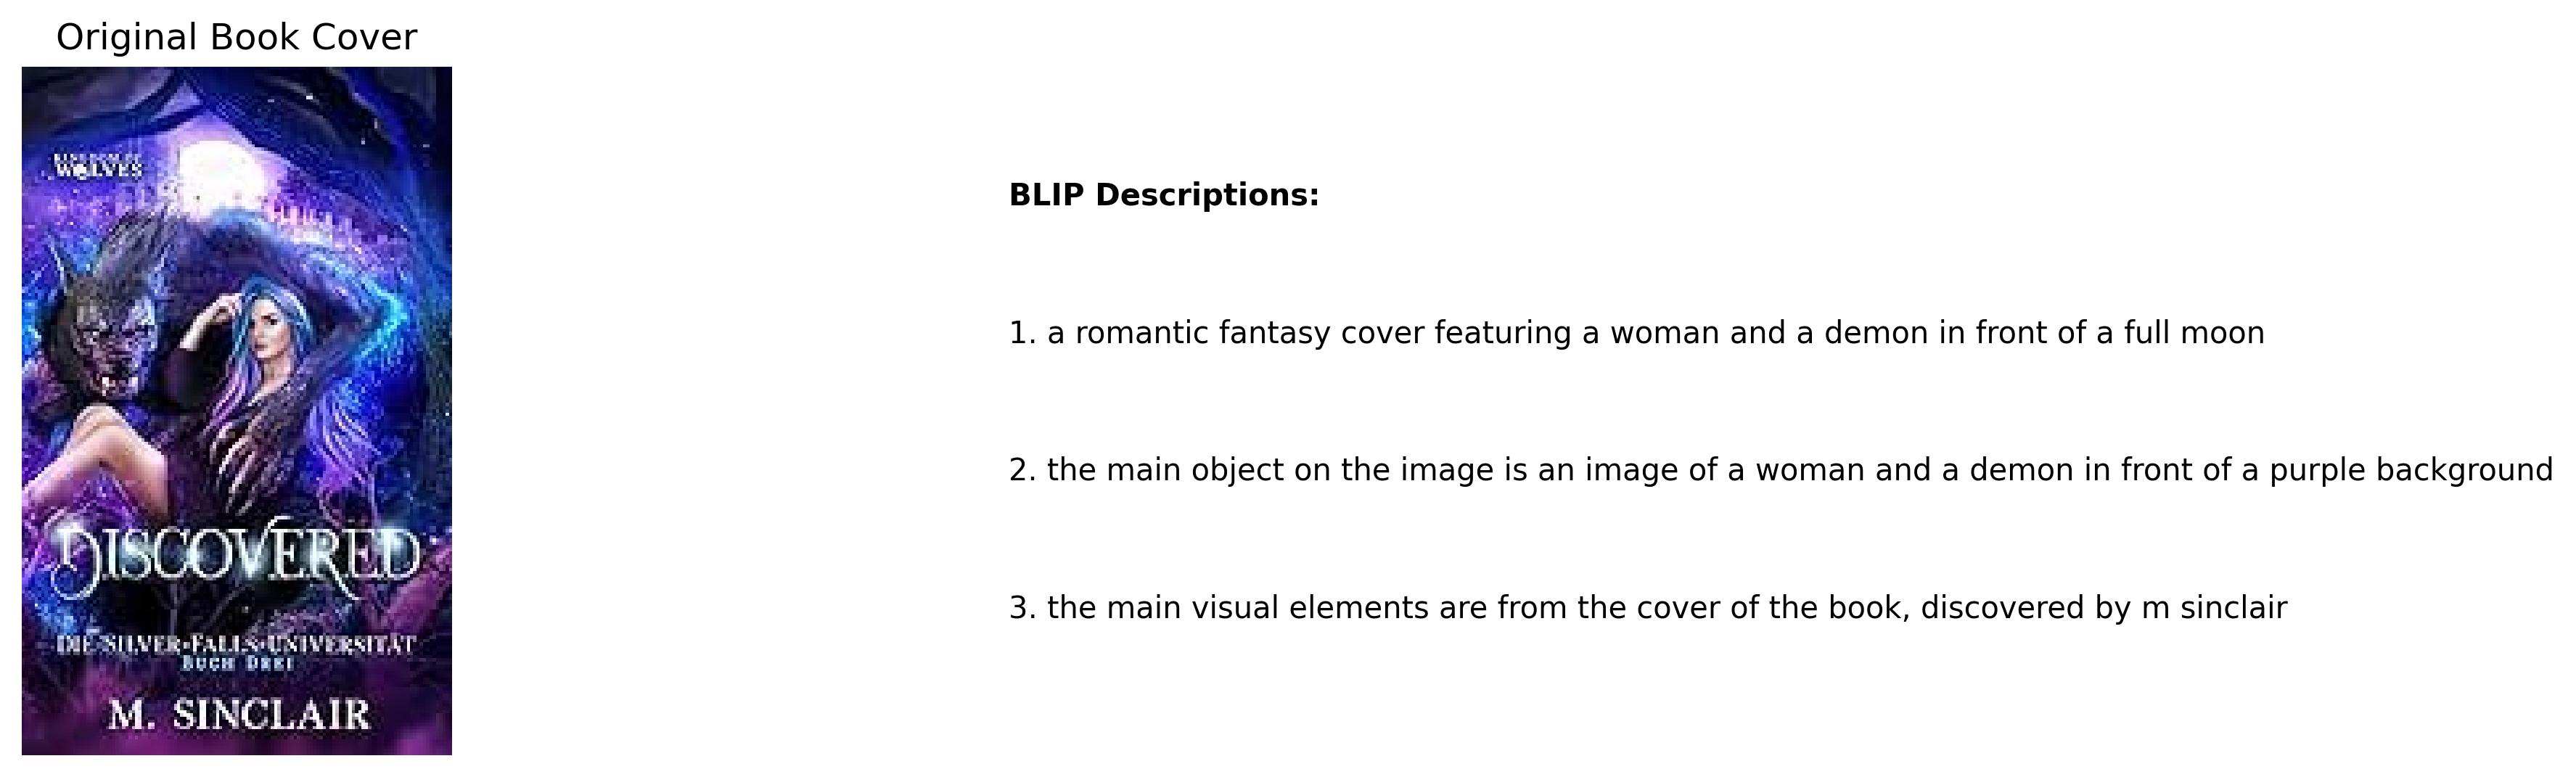 Original Book Cover
KINGDOM OF
WOLVES
DISCOVERED
DIE SILVER-FALLS-UNIVERSITÄT
BUCH DREI
M. SINCLAIR
BLIP Descriptions:
1. a romantic fantasy cover featuring a woman and a demon in front of a full moon
2. the main object on the image is an image of a woman and a demon in front of a purple background
3. the main visual elements are from the cover of the book, discovered by m sinclair